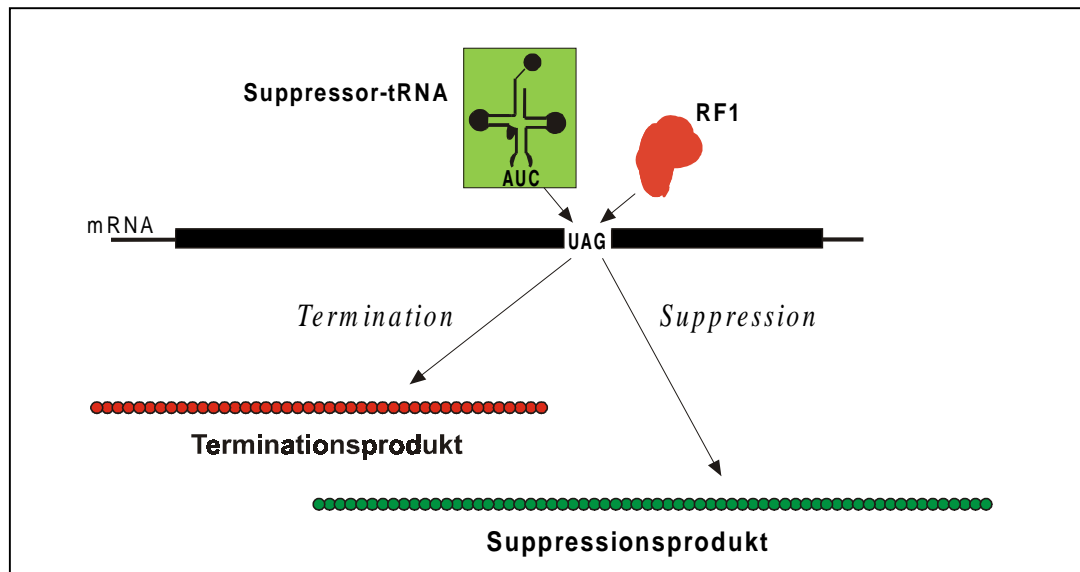 Suppressor-tRNA
RF1
AUC
mRNA
UAG
Termination
Suppression
Terminationsprodukt
Suppressionsprodukt